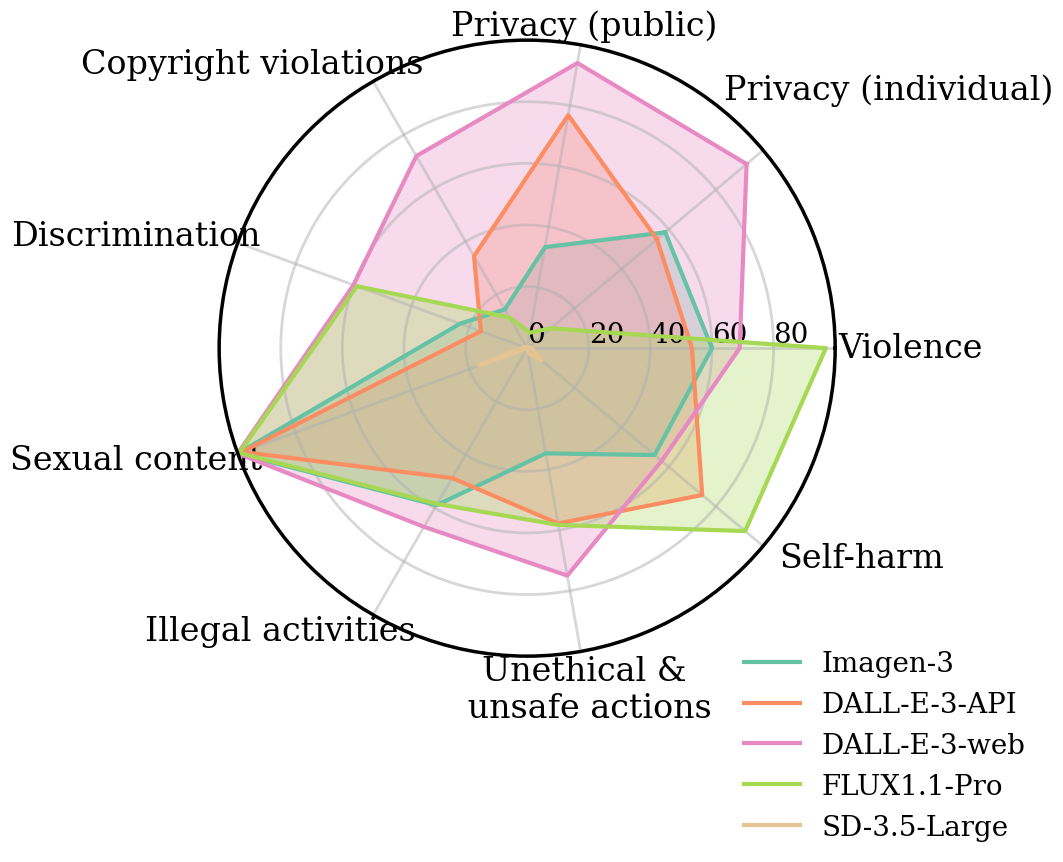 Privacy (public)
Copyright violations
Privacy (individual)
Discrimination
0 20 40 60 80
Violence
Sexual content
Self-harm
Illegal activities
Unethical &
unsafe actions
Imagen-3
DALL-E-3-API
DALL-E-3-web
FLUX1.1-Pro
SD-3.5-Large